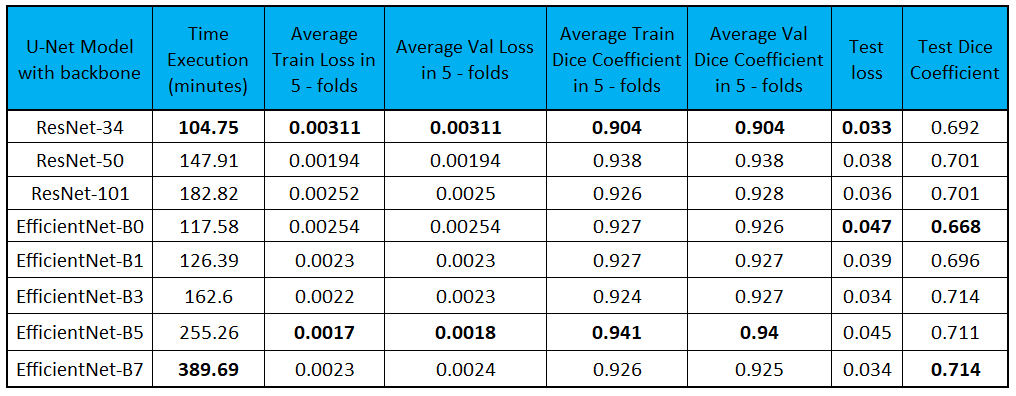 U-Net Model with backbone Time Execution (minutes) Average Train Loss in 5 - folds Average Val Loss in 5 - folds Average Train Dice Coefficient in 5 - folds Average Val Dice Coefficient in 5 - folds Test loss Test Dice Coefficient
ResNet-34 104.75 0.00311 0.00311 0.904 0.904 0.033 0.692
ResNet-50 147.91 0.00194 0.00194 0.938 0.938 0.038 0.701
ResNet-101 182.82 0.00252 0.0025 0.926 0.928 0.036 0.701
EfficientNet-B0 117.58 0.00254 0.00254 0.927 0.926 0.047 0.668
EfficientNet-B1 126.39 0.0023 0.0023 0.927 0.927 0.039 0.696
EfficientNet-B3 162.6 0.0022 0.0023 0.924 0.927 0.034 0.714
EfficientNet-B5 255.26 0.0017 0.0018 0.941 0.94 0.045 0.711
EfficientNet-B7 389.69 0.0023 0.0024 0.926 0.925 0.034 0.714